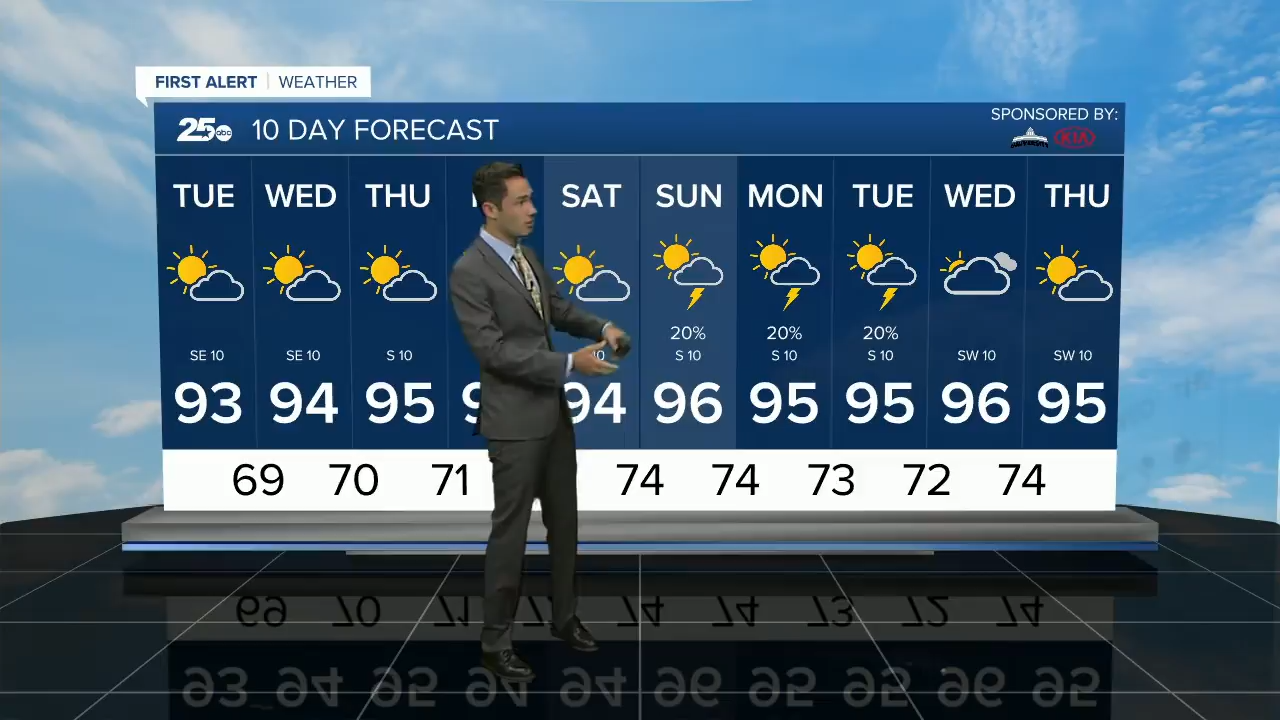 FIRST ALERT | WEATHER
25 abc 10 DAY FORECAST
SPONSORED BY:
KIA
TUE WED THU SAT SUN MON TUE WED THU
20% 20% 20%
SE 10 SE 10 S 10 10 S 10 S 10 S 10 SW 10 SW 10
93 94 95 9 94 96 95 95 96 95
69 70 71 74 74 73 72 74